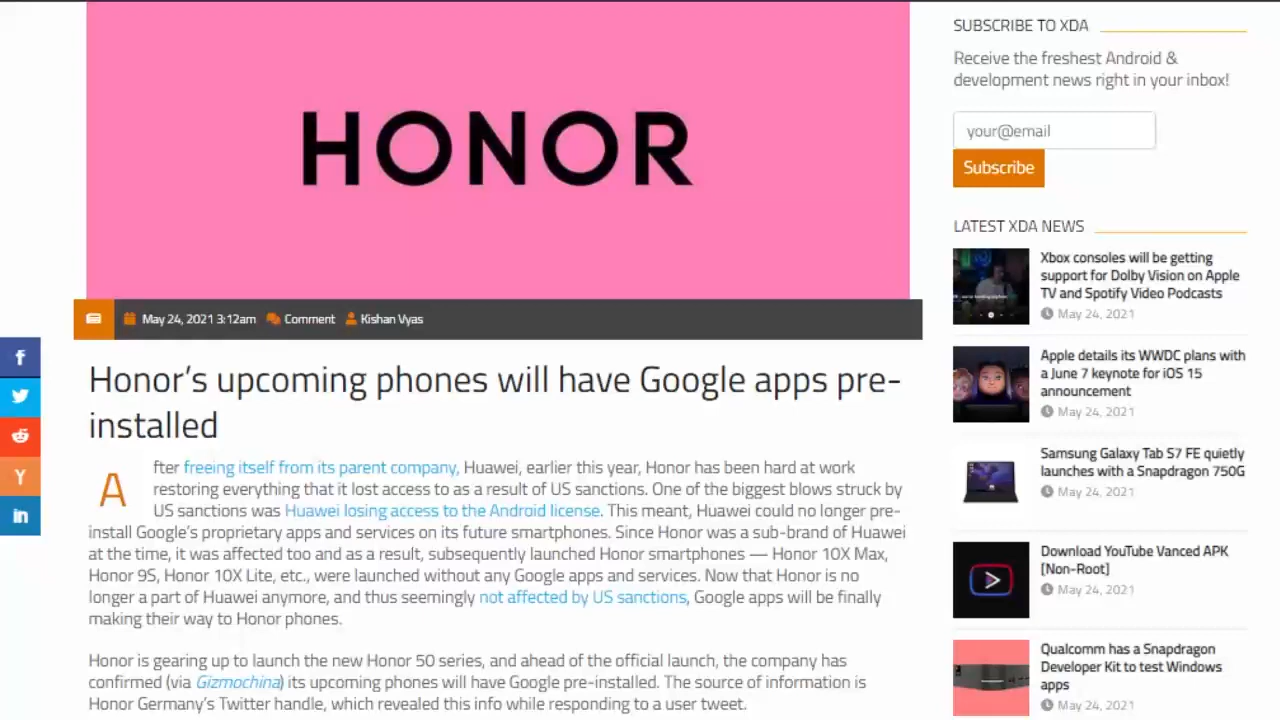 HONOR
May 24, 2021 3:12am Comment Kishan Vyas
Honor's upcoming phones will have Google apps pre-
installed
After freeing itself from its parent company, Huawei, earlier this year, Honor has been hard at work
restoring everything that it lost access to as a result of US sanctions. One of the biggest blows struck by
US sanctions was Huawei losing access to the Android license. This meant, Huawei could no longer pre-
install Google's proprietary apps and services on its future smartphones. Since Honor was a sub-brand of Huawei
at the time, it was affected too and as a result, subsequently launched Honor smartphones — Honor 10X Max,
Honor 9S, Honor 10X Lite, etc., were launched without any Google apps and services. Now that Honor is no
longer a part of Huawei anymore, and thus seemingly not affected by US sanctions, Google apps will be finally
making their way to Honor phones.
Honor is gearing up to launch the new Honor 50 series, and ahead of the official launch, the company has
confirmed (via Gizmochina) its upcoming phones will have Google pre-installed. The source of information is
Honor Germany's Twitter handle, which revealed this info while responding to a user tweet.
SUBSCRIBE TO XDA
Receive the freshest Android &
development news right in your inbox!
your@email
Subscribe
LATEST XDA NEWS
Xbox consoles will be getting
support for Dolby Vision on Apple
TV and Spotify Video Podcasts
May 24, 2021
Apple details its WWDC plans with
a June 7 keynote for iOS 15
announcement
May 24, 2021
Samsung Galaxy Tab S7 FE quietly
launches with a Snapdragon 750G
May 24, 2021
Download YouTube Vanced APK
[Non-Root]
May 24, 2021
Qualcomm has a Snapdragon
Developer Kit to test Windows
apps
May 24, 2021